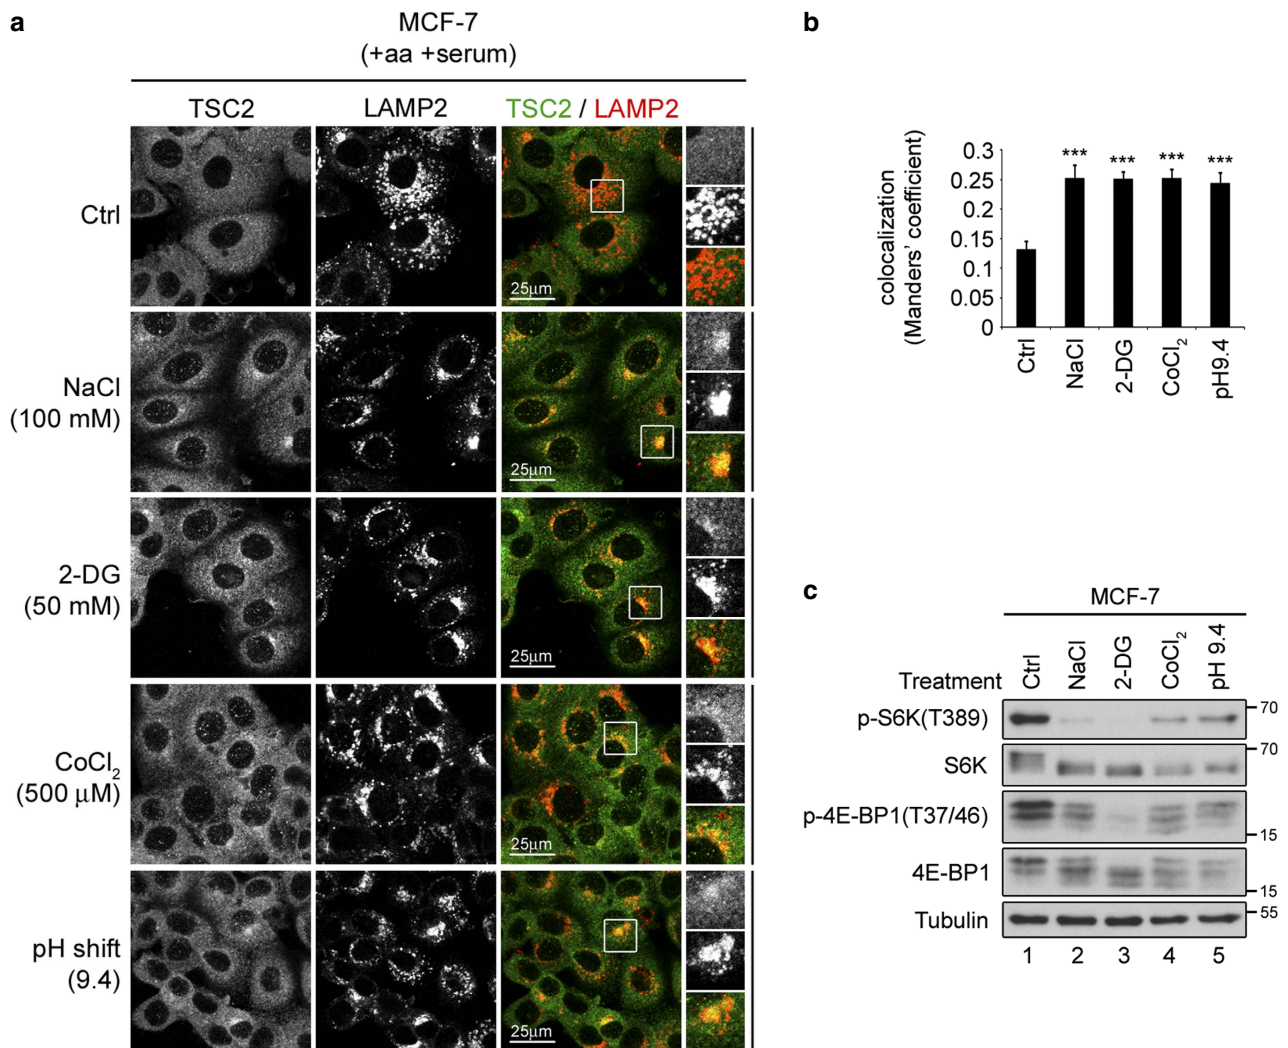 a
MCF-7
(+aa +serum)
TSC2
LAMP2
TSC2 / LAMP2
Ctrl
25μm
NaCl
(100 mM)
25μm
2-DG
(50 mM)
25μm
CoCl2
(500 μM)
25μm
pH shift
(9.4)
25μm
b
colocalization
(Manders' coefficient)
0.3
0.25
0.2
0.15
0.1
0.05
0
***
***
***
***
Ctrl
NaCl
2-DG
CoCl2
pH9.4
c
MCF-7
Treatment
Ctrl
NaCl
2-DG
CoCl2
pH 9.4
p-S6K(T389)
70
S6K
70
p-4E-BP1(T37/46)
15
4E-BP1
15
Tubulin
55
1 2 3 4 5